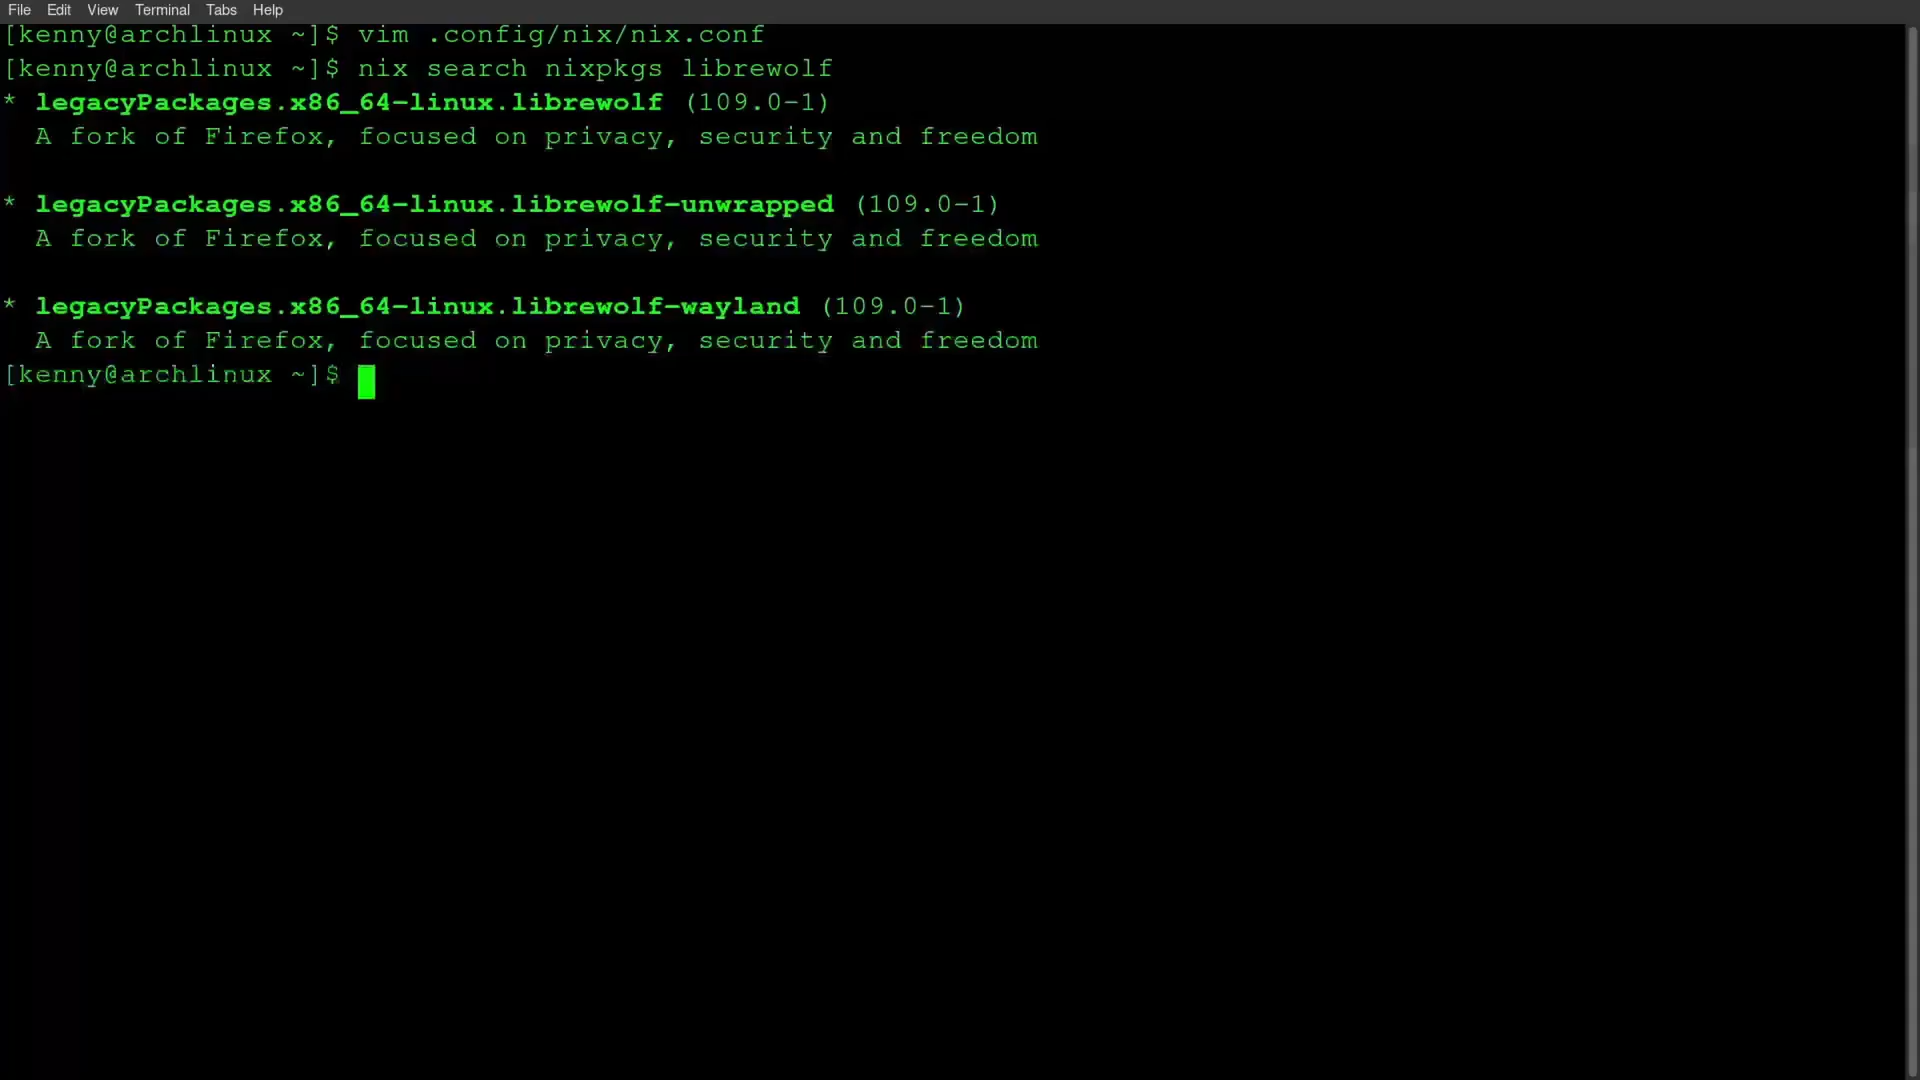 File Edit View Terminal Tabs Help
[kenny@archlinux ~]$ vim .config/nix/nix.conf
[kenny@archlinux ~]$ nix search nixpkgs librewolf
* legacyPackages.x86_64-linux.librewolf (109.0-1)
  A fork of Firefox, focused on privacy, security and freedom
* legacyPackages.x86_64-linux.librewolf-unwrapped (109.0-1)
  A fork of Firefox, focused on privacy, security and freedom
* legacyPackages.x86_64-linux.librewolf-wayland (109.0-1)
  A fork of Firefox, focused on privacy, security and freedom
[kenny@archlinux ~]$